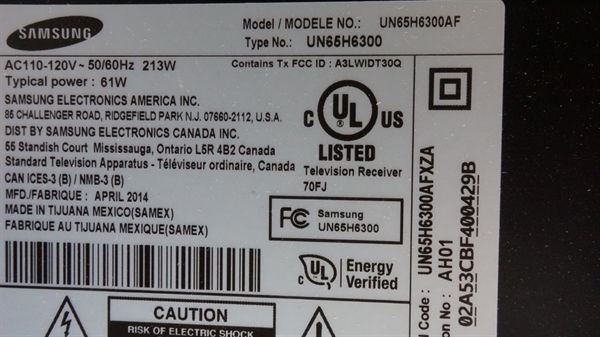 SAMSUNG
Model / MODELE NO.: UN65H6300AF
Type No.: UN65H6300
AC110-120V~ 50/60Hz 213W
Contains Tx FCC ID : A3LWIDT30Q
Typical power : 61W
SAMSUNG ELECTRONICS AMERICA INC.
85 CHALLENGER ROAD, RIDGEFIELD PARK N.J. 07660-2112, U.S.A.
DIST BY SAMSUNG ELECTRONICS CANADA INC.
55 Standish Court Mississauga, Ontario L5R 4B2 Canada
Standard Television Apparatus - Téléviseur ordinaire, Canada
CAN ICES-3 (B) / NMB-3 (B)
MFD./FABRIQUE : APRIL 2014
MADE IN TIJUANA MEXICO(SAMEX)
FABRIQUE AU TIJUANA MEXIQUE(SAMEX)
C UL US
LISTED
Television Receiver
70FJ
FC Samsung
UN65H6300
C UL Energy
Verified
CAUTION
RISK OF ELECTRIC SHOCK
Code : UN65H6300AFXZA
sion No. : AH01
02A53CBF400429B